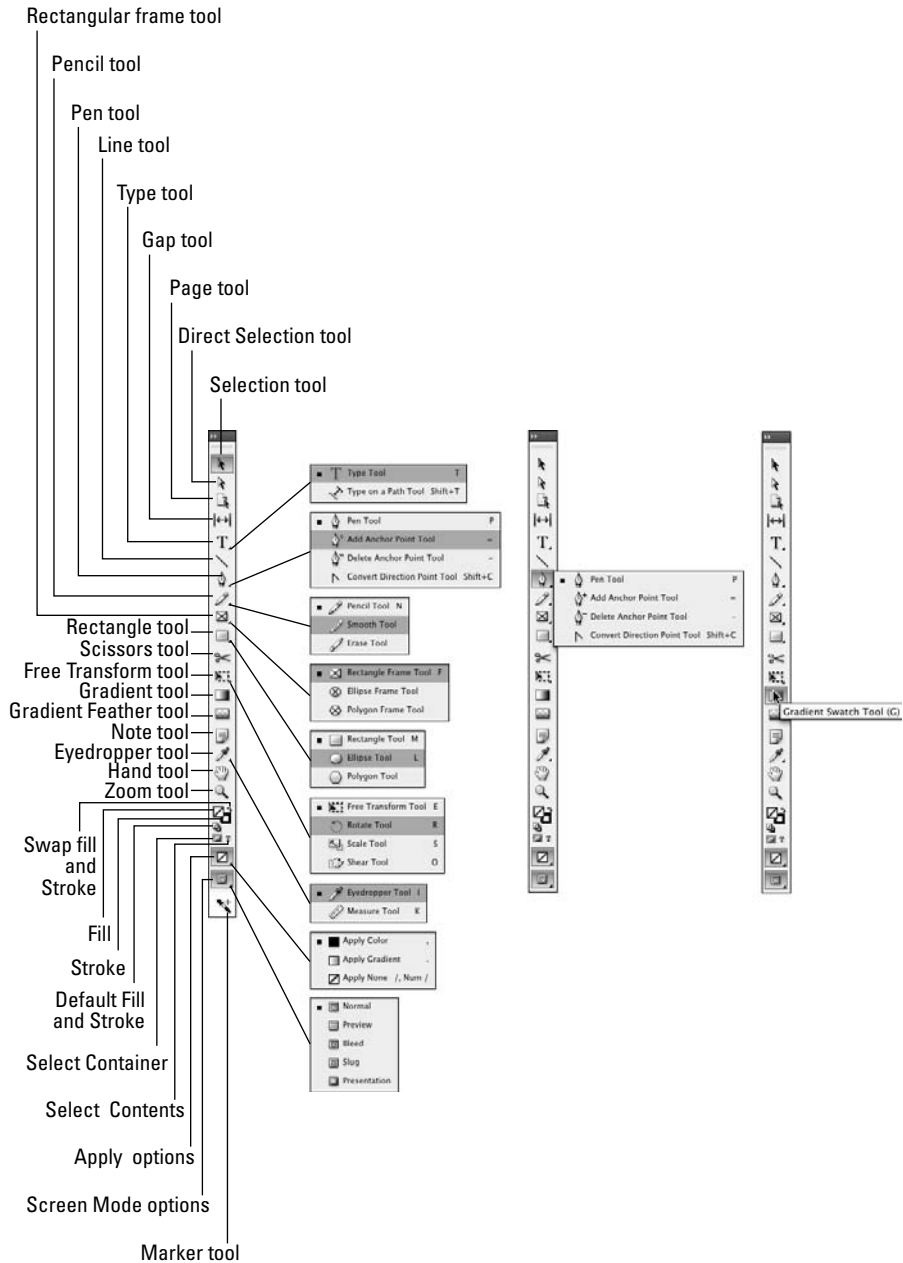 Rectangular frame tool
Pencil tool
Pen tool
Line tool
Type tool
Gap tool
Page tool
Direct Selection tool
Selection tool
Type Tool T
Type on a Path Tool Shift+T
Pen Tool P
Add Anchor Point Tool =
Delete Anchor Point Tool -
Convert Direction Point Tool Shift+C
Pencil Tool N
Smooth Tool
Erase Tool
Rectangle Frame Tool F
Ellipse Frame Tool
Polygon Frame Tool
Rectangle Tool M
Ellipse Tool L
Polygon Tool
Free Transform Tool E
Rotate Tool R
Scale Tool S
Shear Tool O
Eyedropper Tool I
Measure Tool K
Apply Color ,
Apply Gradient .
Apply None /, Num /
Normal
Preview
Bleed
Slug
Presentation
Pen Tool P
Add Anchor Point Tool =
Delete Anchor Point Tool -
Convert Direction Point Tool Shift+C
Gradient Swatch Tool (G)
Rectangle tool
Scissors tool
Free Transform tool
Gradient tool
Gradient Feather tool
Note tool
Eyedropper tool
Hand tool
Zoom tool
Swap fill
and
Stroke
Fill
Stroke
Default Fill
and Stroke
Select Container
Select Contents
Apply options
Screen Mode options
Marker tool